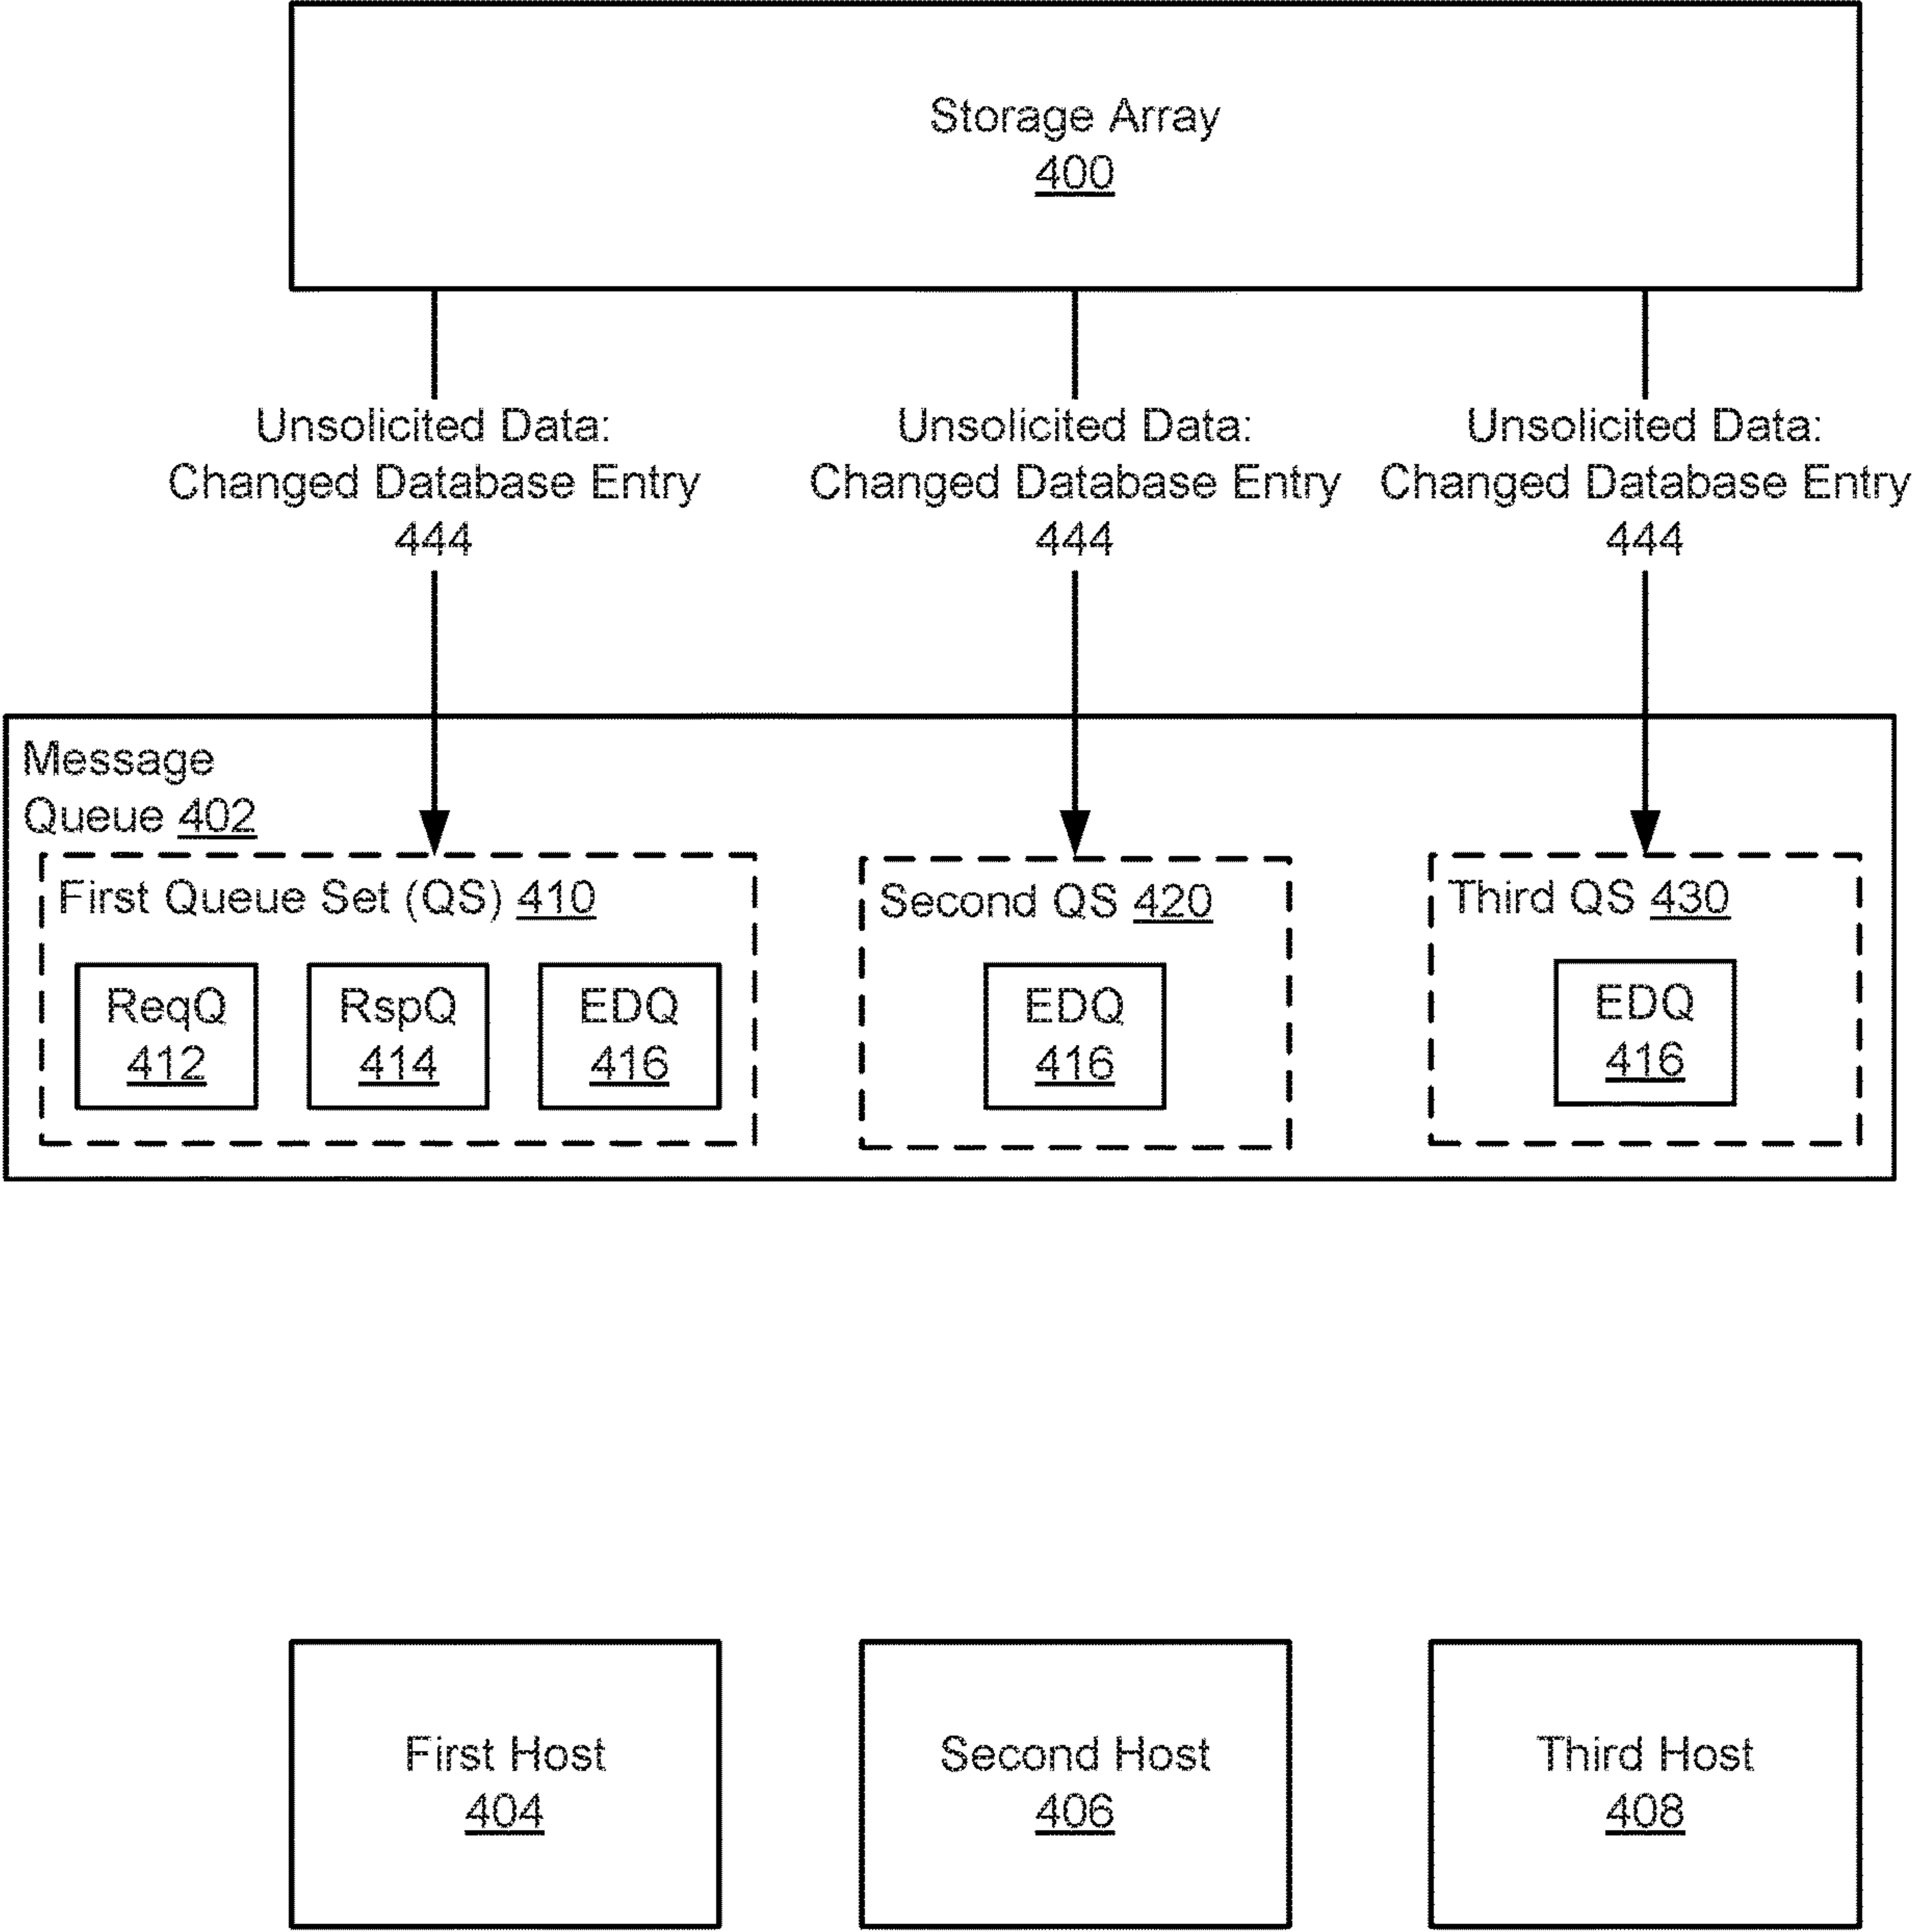 Storage Array
400
Unsolicited Data:
Changed Database Entry
444
Unsolicited Data:
Changed Database Entry
444
Unsolicited Data:
Changed Database Entry
444
Message
Queue 402
First Queue Set (QS) 410
ReqQ
412
RspQ
414
EDQ
416
Second QS 420
EDQ
416
Third QS 430
EDQ
416
First Host
404
Second Host
406
Third Host
408